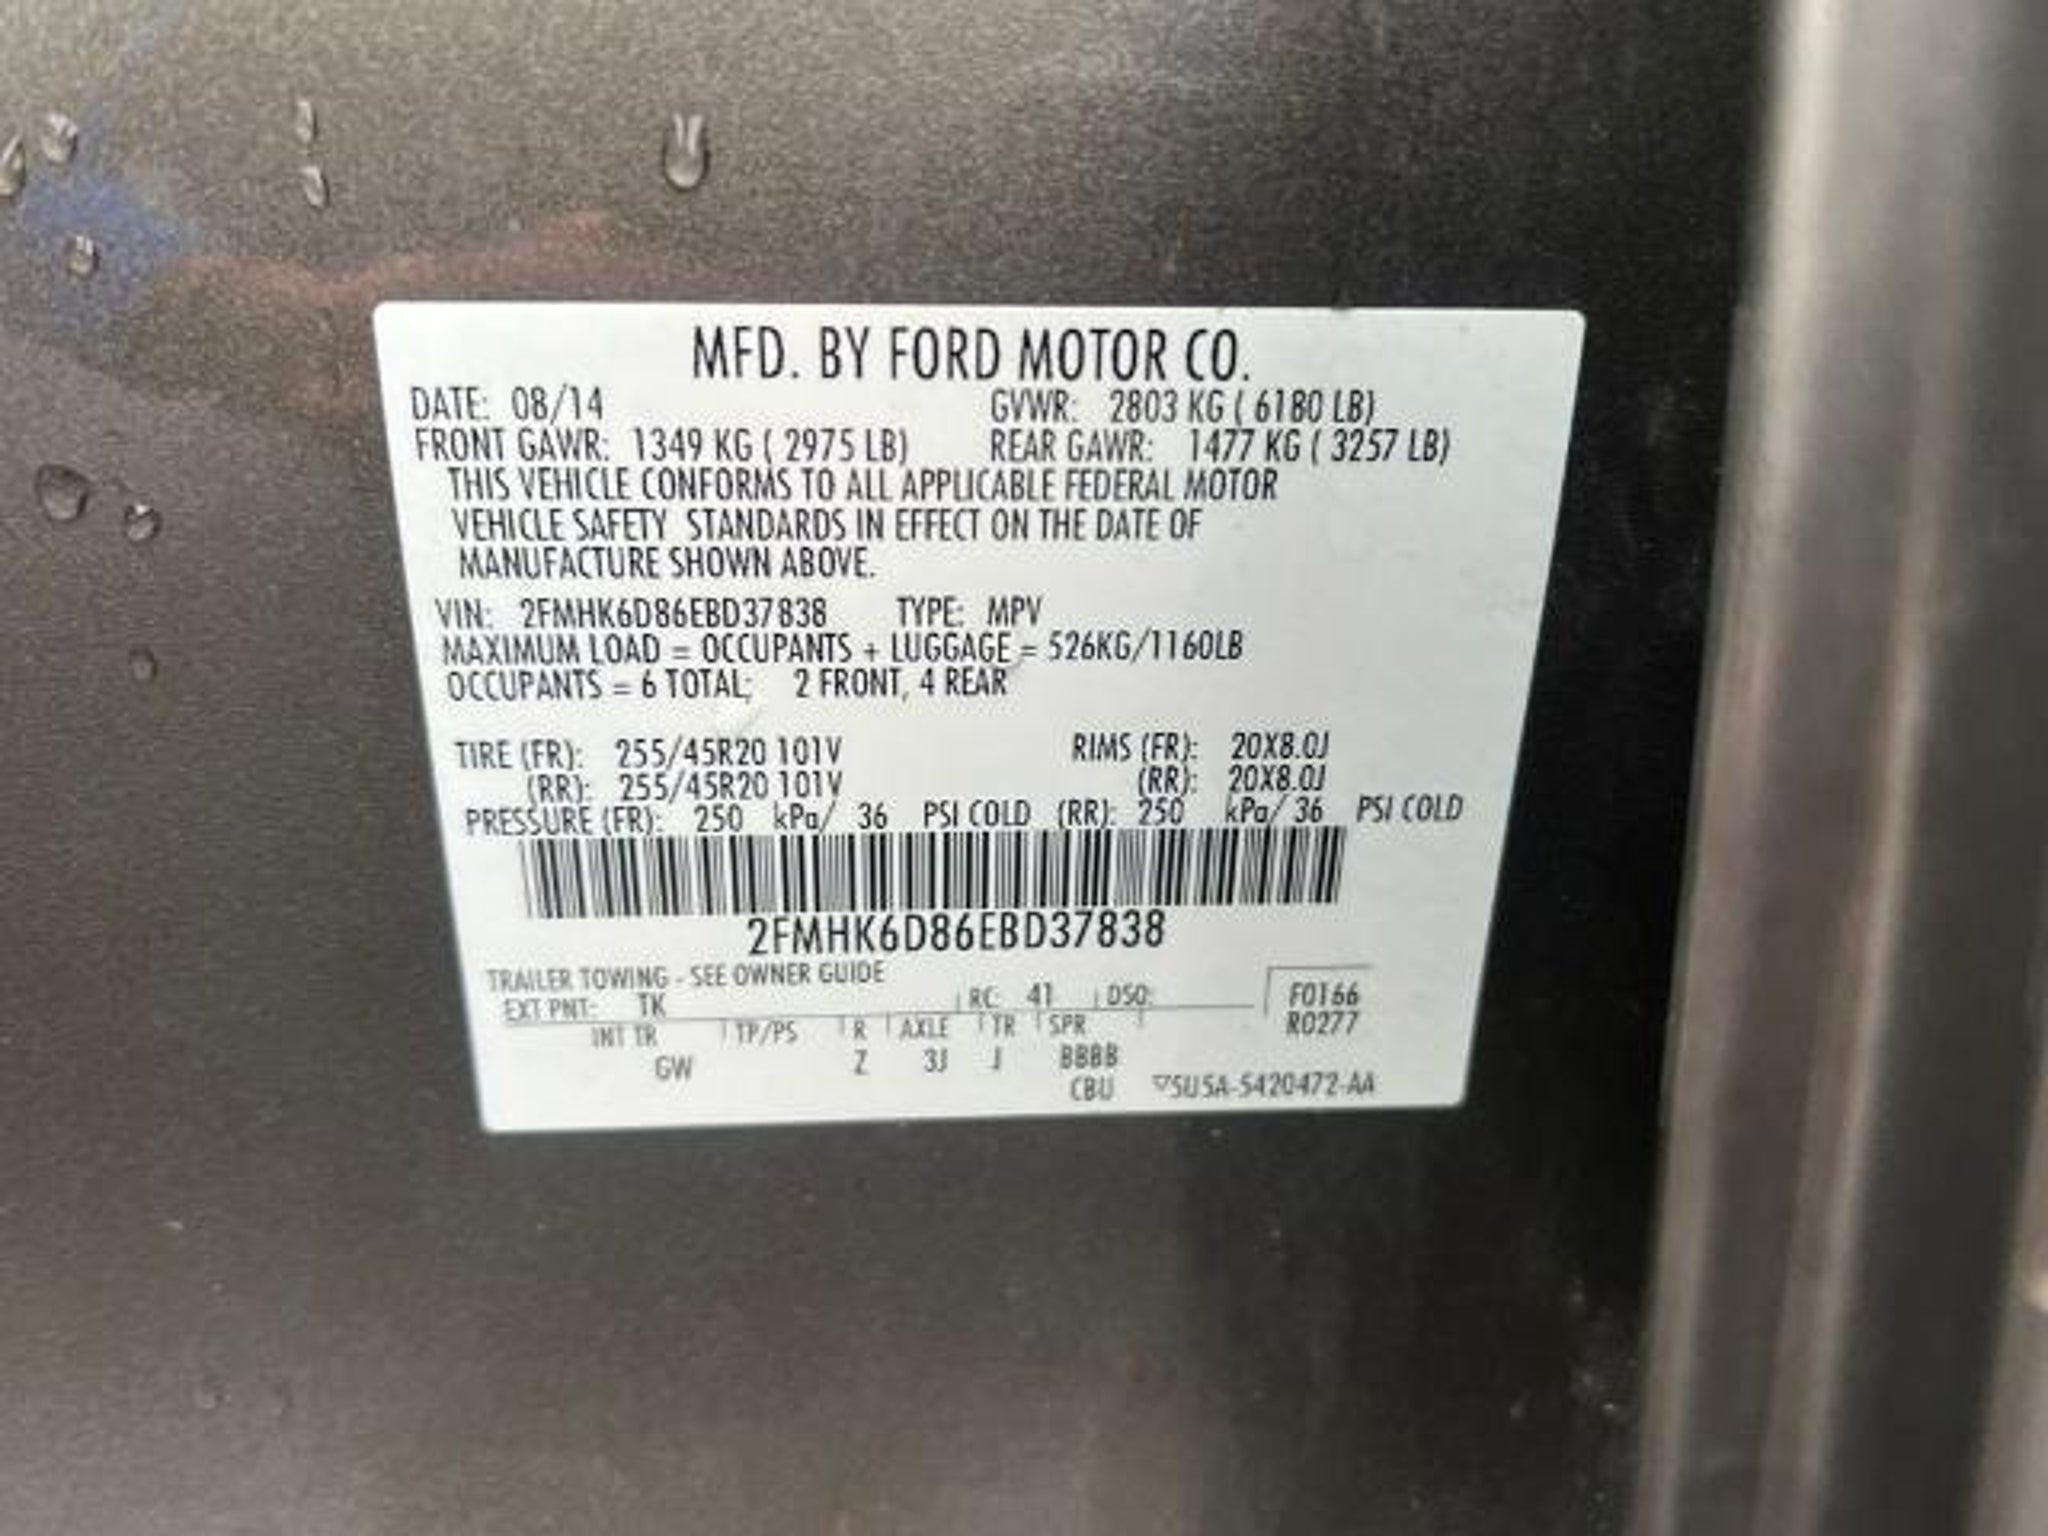 MFD. BY FORD MOTOR CO.
DATE: 08/14 GVWR: 2803 KG ( 6180 LB)
FRONT GAWR: 1349 KG ( 2975 LB) REAR GAWR: 1477 KG ( 3257 LB)
THIS VEHICLE CONFORMS TO ALL APPLICABLE FEDERAL MOTOR
VEHICLE SAFETY STANDARDS IN EFFECT ON THE DATE OF
MANUFACTURE SHOWN ABOVE.
VIN: 2FMHK6D86EBD37838 TYPE: MPV
MAXIMUM LOAD = OCCUPANTS + LUGGAGE = 526KG/1160LB
OCCUPANTS = 6 TOTAL; 2 FRONT, 4 REAR
TIRE (FR): 255/45R20 101V RIMS (FR): 20X8.0J
(RR): 255/45R20 101V (RR): 20X8.0J
PRESSURE (FR): 250 kPa/ 36 PSI COLD (RR): 250 kPa/ 36 PSI COLD
2FMHK6D86EBD37838
TRAILER TOWING - SEE OWNER GUIDE
EXT PNT: TK RC: 41 DSO: F0166
INT TR TP/PS R AXLE TR SPR R0277
GW Z 3J J BBBB
CBU ▽5U5A-5420472-AA